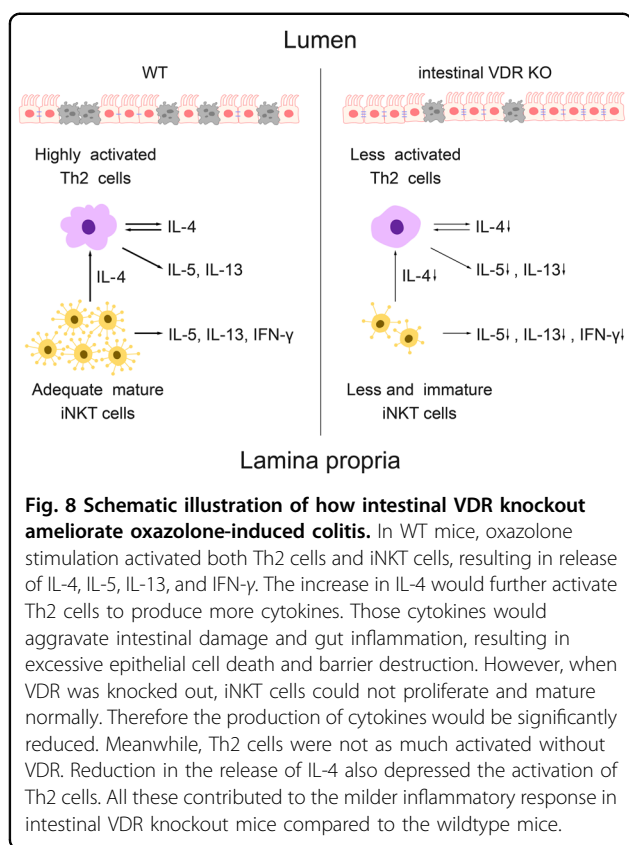 Lumen
WT
intestinal VDR KO
Highly activated
Th2 cells
IL-4
IL-5, IL-13
IL-4
IL-5, IL-13, IFN-γ
Adequate mature
iNKT cells
Less activated
Th2 cells
IL-4↓
IL-5↓ , IL-13↓
IL-4↓
IL-5↓ , IL-13↓ , IFN-γ↓
Less and immature
iNKT cells
Lamina propria
Fig. 8 Schematic illustration of how intestinal VDR knockout
ameliorate oxazolone-induced colitis. In WT mice, oxazolone
stimulation activated both Th2 cells and iNKT cells, resulting in release
of IL-4, IL-5, IL-13, and IFN-γ. The increase in IL-4 would further activate
Th2 cells to produce more cytokines. Those cytokines would
aggravate intestinal damage and gut inflammation, resulting in
excessive epithelial cell death and barrier destruction. However, when
VDR was knocked out, iNKT cells could not proliferate and mature
normally. Therefore the production of cytokines would be significantly
reduced. Meanwhile, Th2 cells were not as much activated without
VDR. Reduction in the release of IL-4 also depressed the activation of
Th2 cells. All these contributed to the milder inflammatory response in
intestinal VDR knockout mice compared to the wildtype mice.